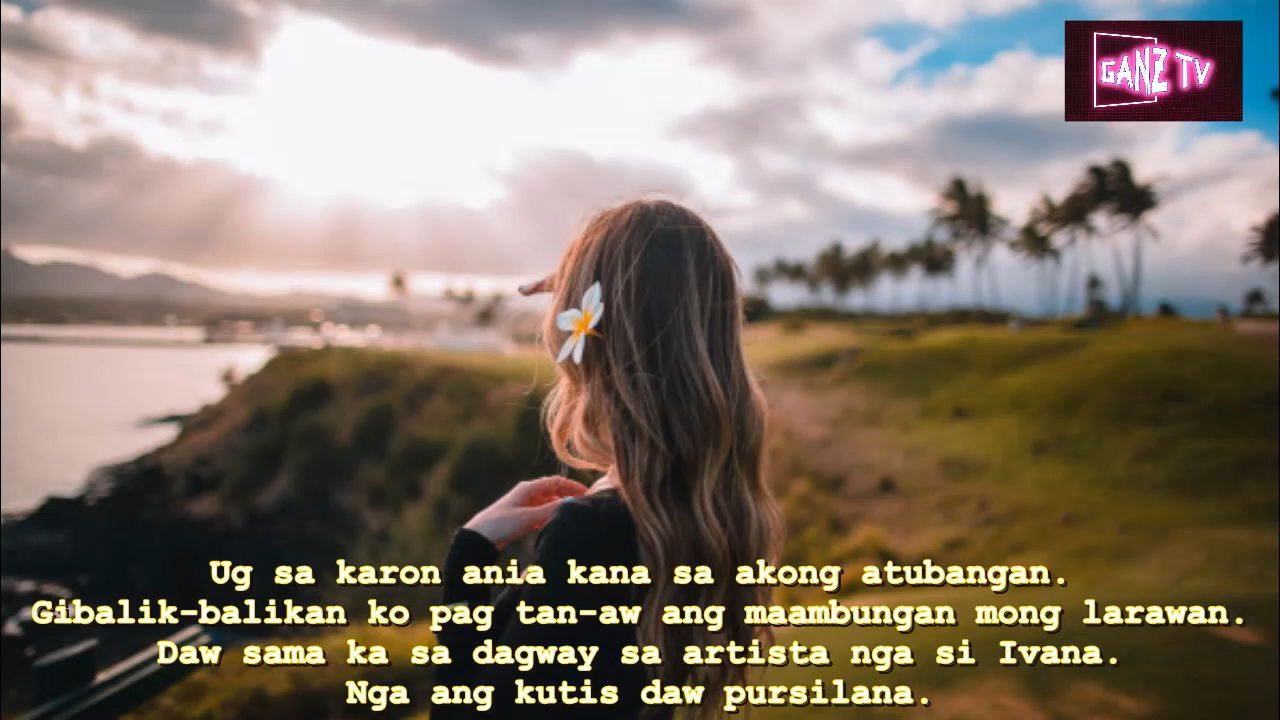 GANZ TV
Ug sa karon ania kana sa akong atubangan.
Gibalik-balikan ko pag tan-aw ang maambungan mong larawan.
Daw sama ka sa dagway sa artista nga si Ivana.
Nga ang kutis daw pursilana.